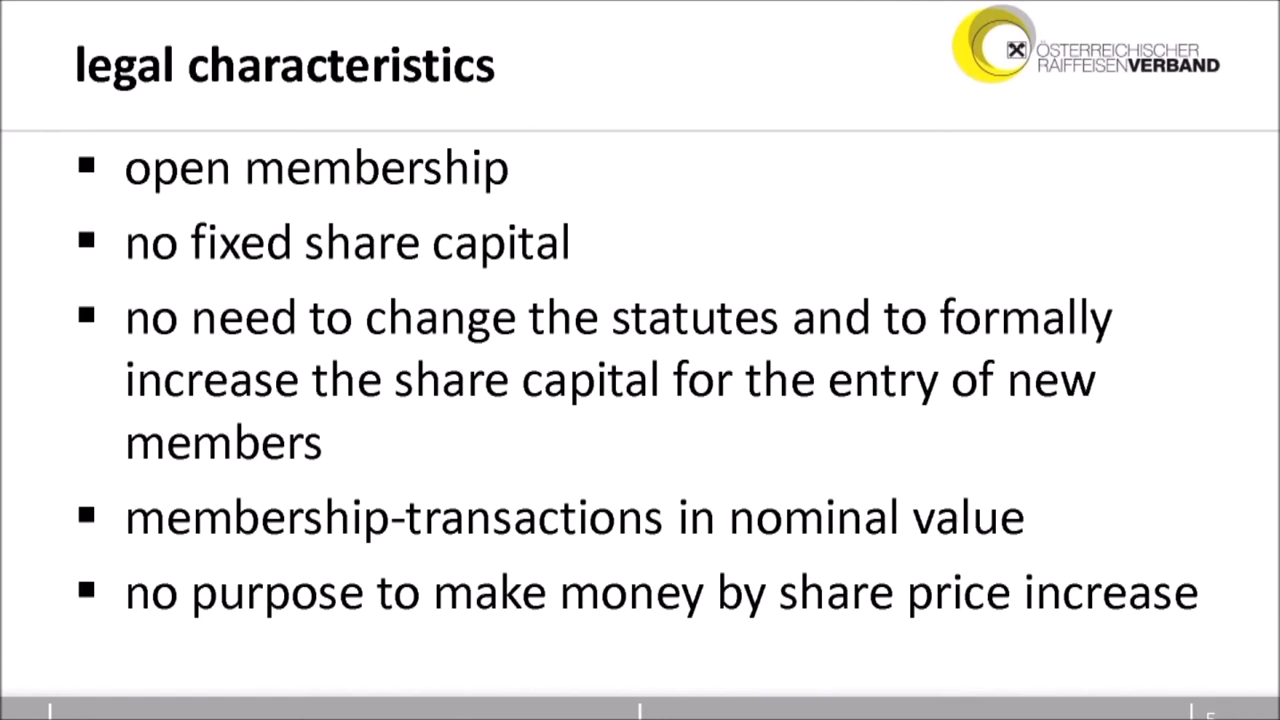 legal characteristics
ÖSTERREICHISCHER
RAIFFEISENVERBAND
▪ open membership
▪ no fixed share capital
▪ no need to change the statutes and to formally
increase the share capital for the entry of new
members
▪ membership-transactions in nominal value
▪ no purpose to make money by share price increase